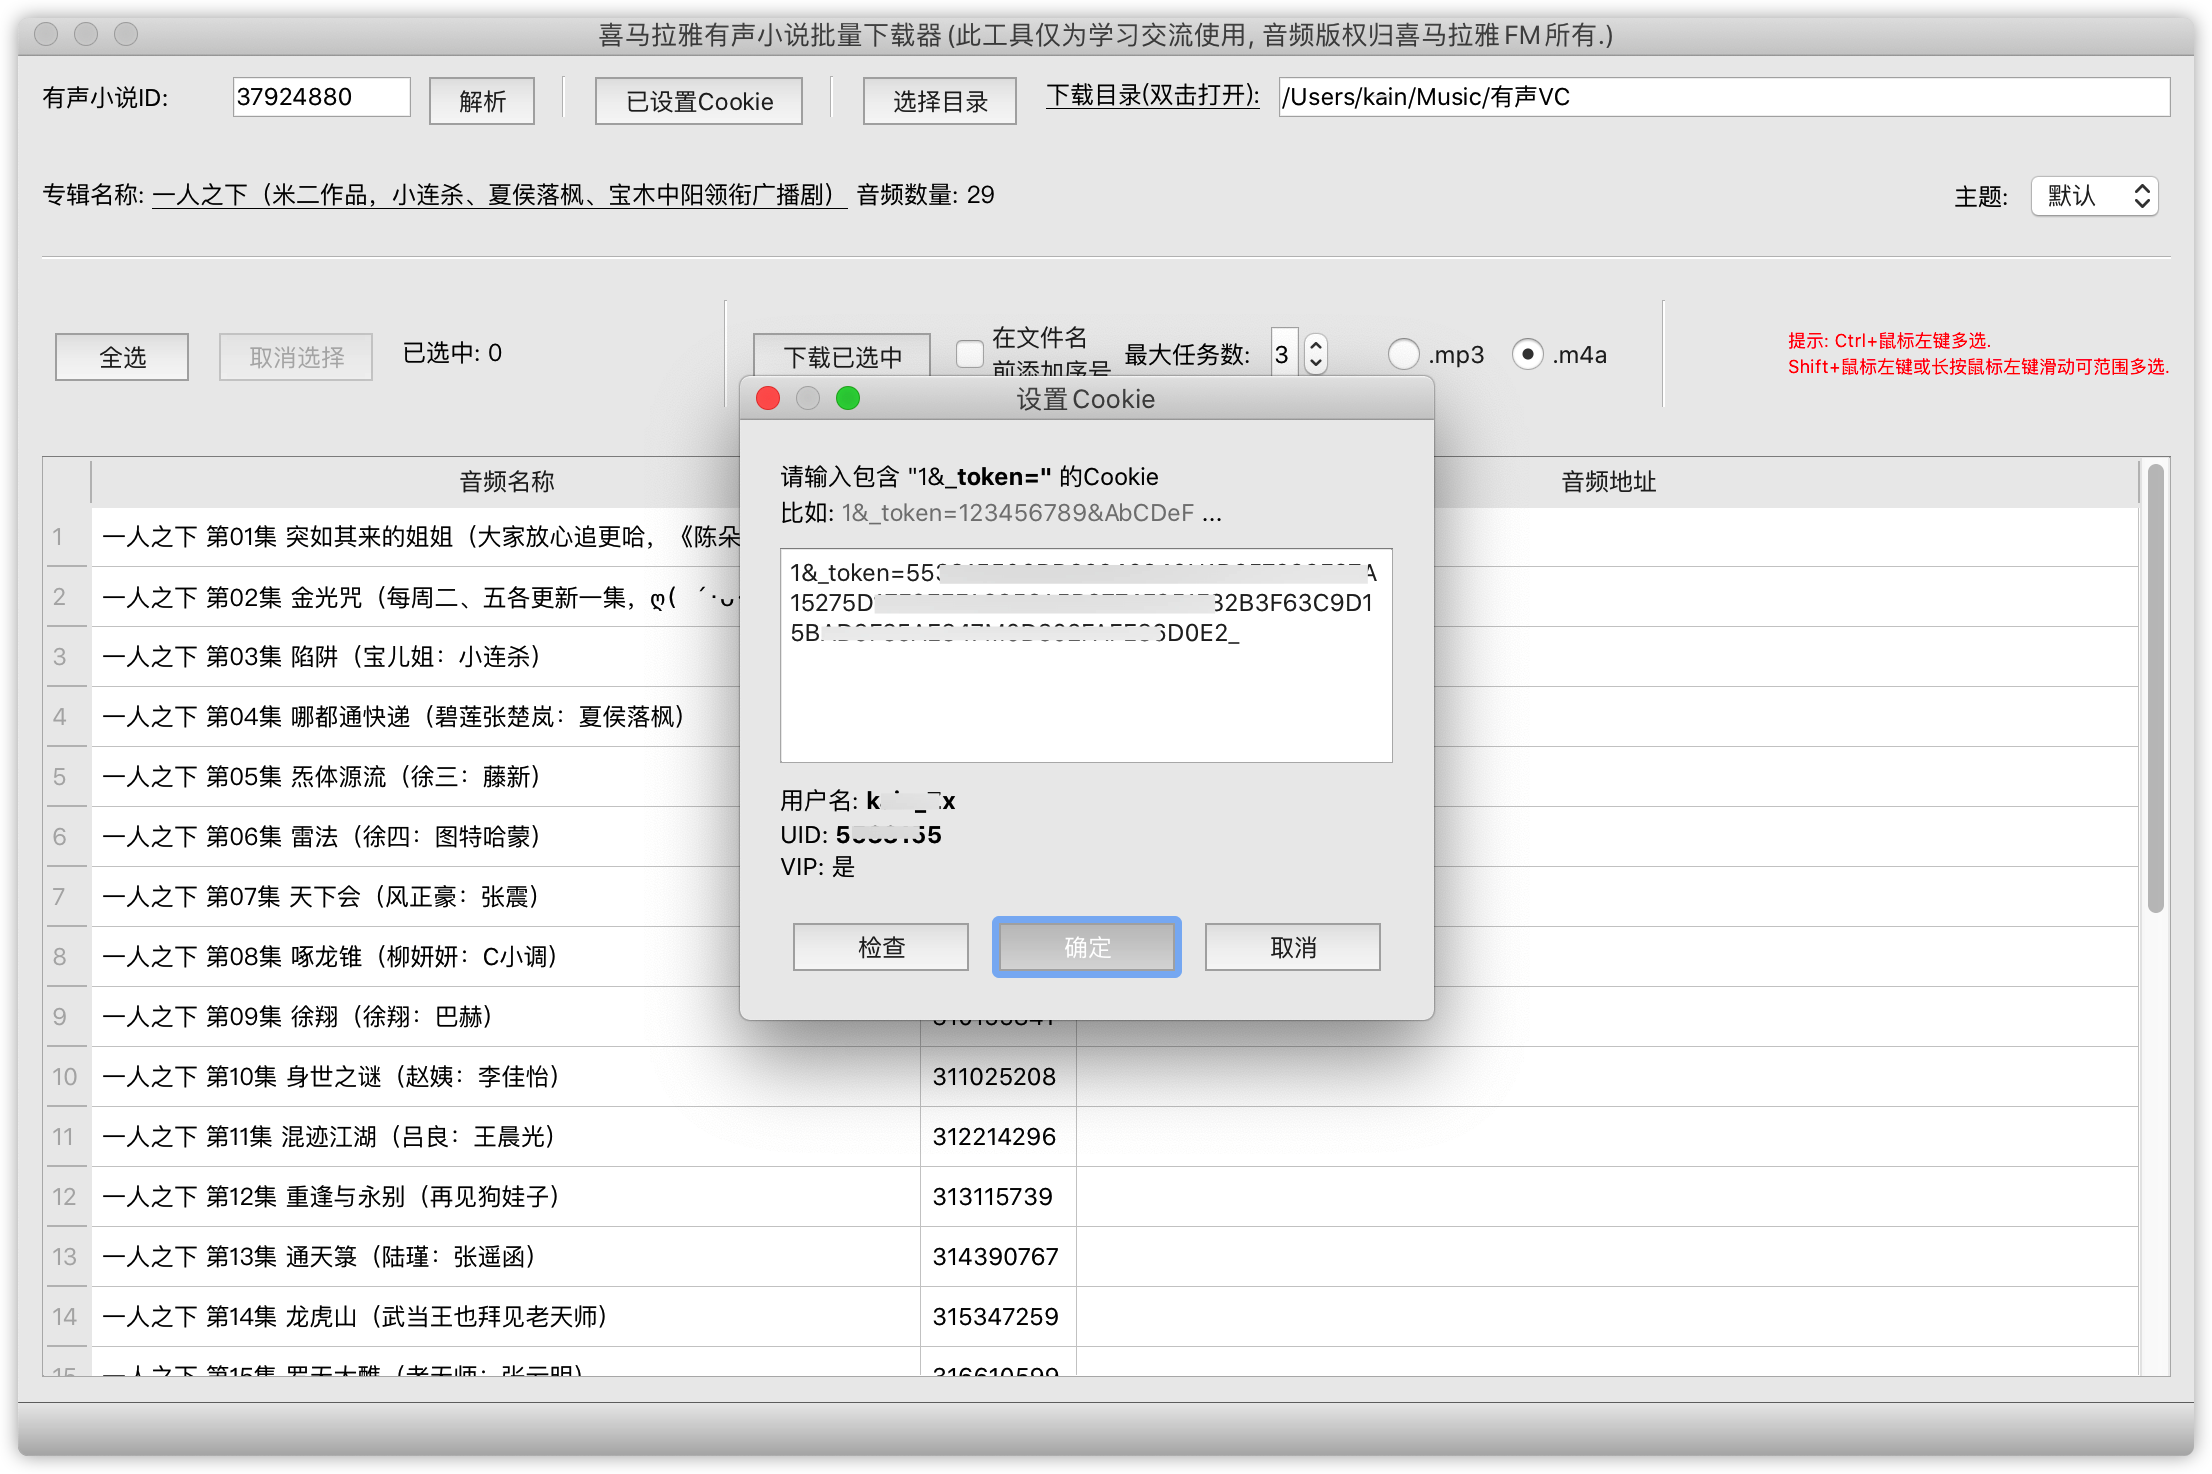 喜马拉雅有声小说批量下载器(此工具仅为学习交流使用, 音频版权归喜马拉雅FM所有.)
有声小说ID: 37924880 解析 已设置Cookie 选择目录 下载目录(双击打开): /Users/kain/Music/有声VC
专辑名称: 一人之下（米二作品，小连杀、夏侯落枫、宝木中阳领衔广播剧） 音频数量: 29 主题: 默认
全选 取消选择 已选中: 0 下载已选中 在文件名
前添加序号 最大任务数: 3 .mp3 .m4a
提示: Ctrl+鼠标左键多选.
Shift+鼠标左键或长按鼠标左键滑动可范围多选.
设置Cookie
请输入包含 "1&_token=" 的Cookie
比如: 1&_token=123456789&AbCDeF ...
1&_token=55
15275D 32B3F63C9D1
5B 6D0E2_
用户名:
UID:
VIP: 是
检查 确定 取消
音频名称 音频地址
1 一人之下 第01集 突如其来的姐姐（大家放心追更哈，《陈朵
2 一人之下 第02集 金光咒（每周二、五各更新一集，
3 一人之下 第03集 陷阱（宝儿姐：小连杀）
4 一人之下 第04集 哪都通快递（碧莲张楚岚：夏侯落枫）
5 一人之下 第05集 炁体源流（徐三：藤新）
6 一人之下 第06集 雷法（徐四：图特哈蒙）
7 一人之下 第07集 天下会（风正豪：张震）
8 一人之下 第08集 啄龙锥（柳妍妍：C小调）
9 一人之下 第09集 徐翔（徐翔：巴赫）
10 一人之下 第10集 身世之谜（赵姨：李佳怡） 311025208
11 一人之下 第11集 混迹江湖（吕良：王晨光） 312214296
12 一人之下 第12集 重逢与永别（再见狗娃子） 313115739
13 一人之下 第13集 通天箓（陆瑾：张遥函） 314390767
14 一人之下 第14集 龙虎山（武当王也拜见老天师） 315347259
15 一人之下 第15集 罗天大醮（老天师：张云明） 316610599